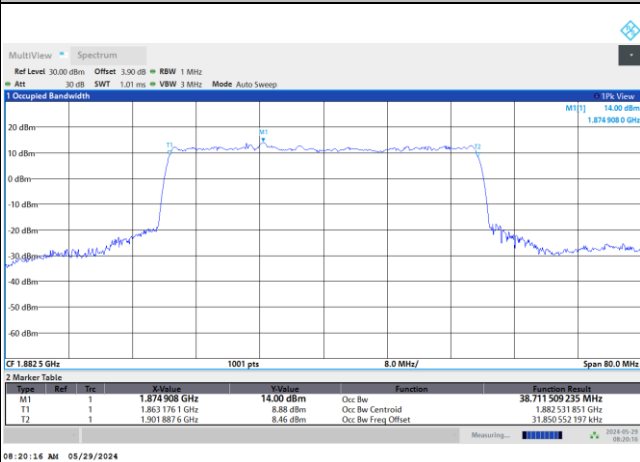 MultiView Spectrum
Ref Level 30.00 dBm Offset 3.90 dB RBW 1 MHz
Att 30 dB SWT 1.01 ms VBW 3 MHz Mode Auto Sweep
1 Occupied Bandwidth 1Pk View
M1[1] 14.00 dBm
1.874 908 0 GHz
20 dBm
M1
T1
T2
10 dBm
0 dBm
-10 dBm
-20 dBm
-30 dBm
-40 dBm
-50 dBm
-60 dBm
CF 1.882 5 GHz 1001 pts 8.0 MHz/ Span 80.0 MHz
2 Marker Table
Type Ref Trc X-Value Y-Value Function Function Result
M1 1 1.874 908 GHz 14.00 dBm Occ Bw 38.711 509 235 MHz
T1 1 1.863 176 1 GHz 8.88 dBm Occ Bw Centroid 1.882 531 851 GHz
T2 1 1.901 887 6 GHz 8.46 dBm Occ Bw Freq Offset 31.850 552 197 kHz
Measuring... 2024-05-29
08:20:16
08:20:16 AM 05/29/2024